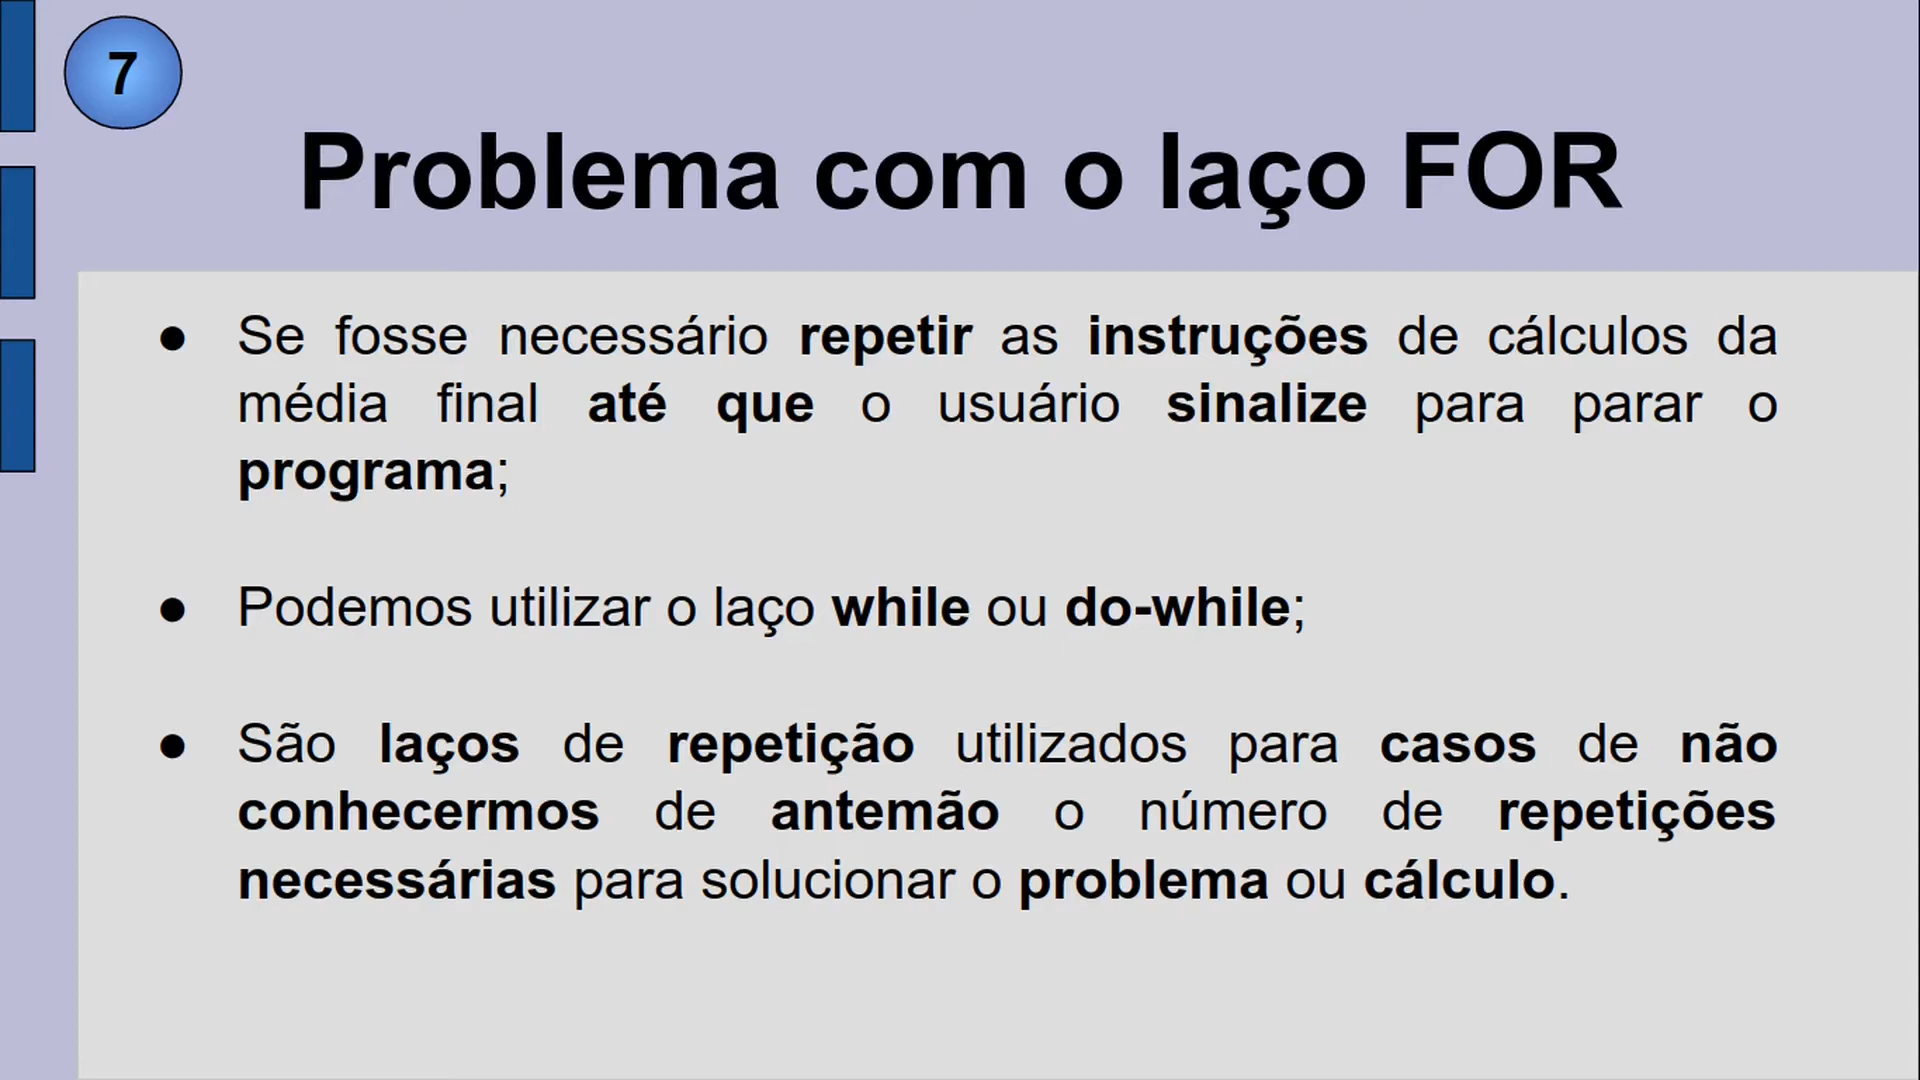 7
Problema com o laço FOR
● Se fosse necessário repetir as instruções de cálculos da
média final até que o usuário sinalize para parar o
programa;
● Podemos utilizar o laço while ou do-while;
● São laços de repetição utilizados para casos de não
conhecermos de antemão o número de repetições
necessárias para solucionar o problema ou cálculo.